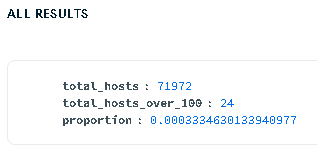 ALL RESULTS
total_hosts : 71972
total_hosts_over_100 : 24
proportion : 0.0003334630133940977